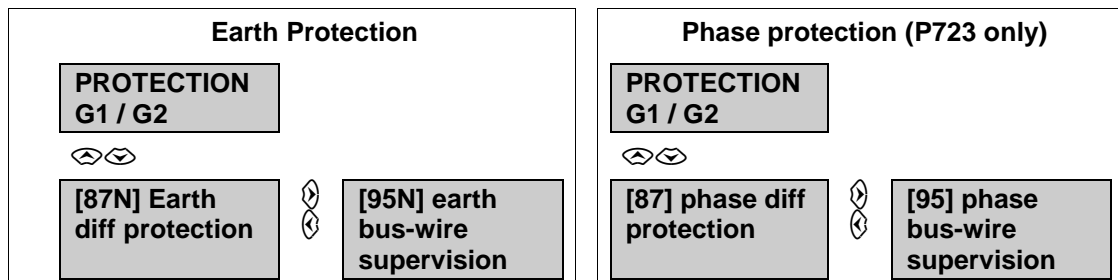 Earth Protection
PROTECTION
G1 / G2
[87N] Earth
diff protection
[95N] earth
bus-wire
supervision
Phase protection (P723 only)
PROTECTION
G1 / G2
[87] phase diff
protection
[95] phase
bus-wire
supervision